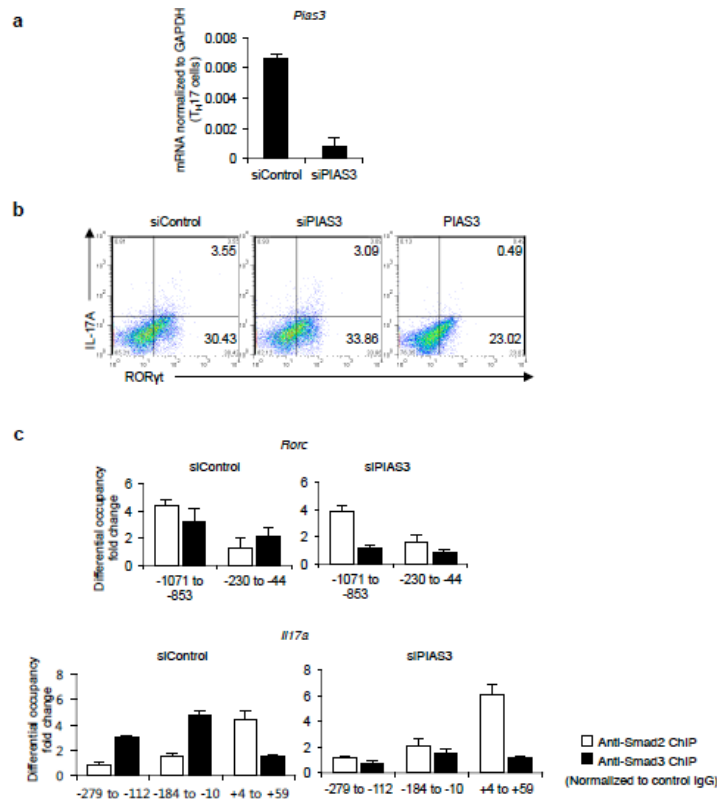 a
Pias3
mRNA normalized to GAPDH
(TH17 cells)
0.008
0.006
0.004
0.002
0
siControl siPIAS3
b
siControl siPIAS3 PIAS3
3.55 3.09 0.49
30.43 33.86 23.02
IL-17A
RORγt
c
Rorc
siControl siPIAS3
Differential occupancy
fold change
6 6
4 4
2 2
0 0
-1071 to -230 to -44 -1071 to -230 to -44
-853 -853
Il17a
siControl siPIAS3
Differential occupancy
fold change
8 8
6 6
4 4
2 2
0 0
-279 to -112 -184 to -10 +4 to +59 -279 to -112 -184 to -10 +4 to +59
Anti-Smad2 ChIP
Anti-Smad3 ChIP
(Normalized to control IgG)